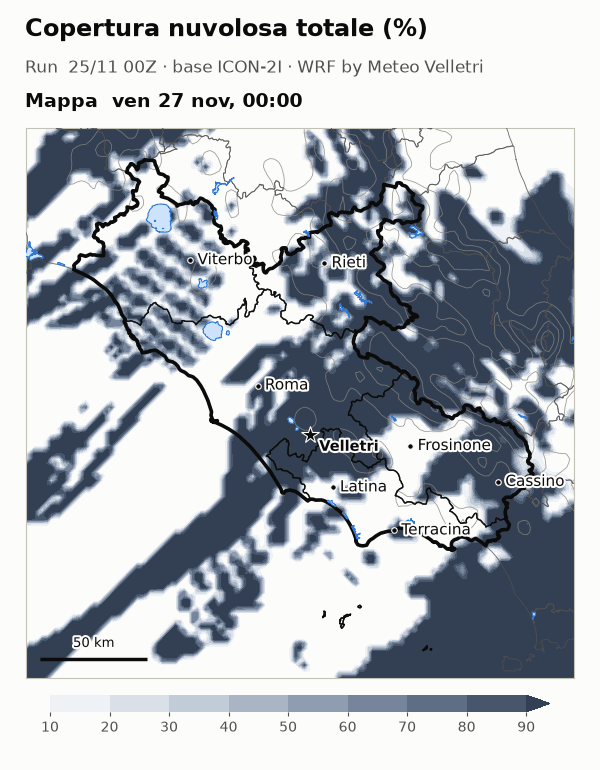 Copertura nuvolosa totale (%)
Run  25/11 00Z · base ICON-2I · WRF by Meteo Velletri
Mappa  ven 27 nov, 00:00
Viterbo
Rieti
Roma
Velletri
Frosinone
Latina
Cassino
Terracina
50 km
10 20 30 40 50 60 70 80 90